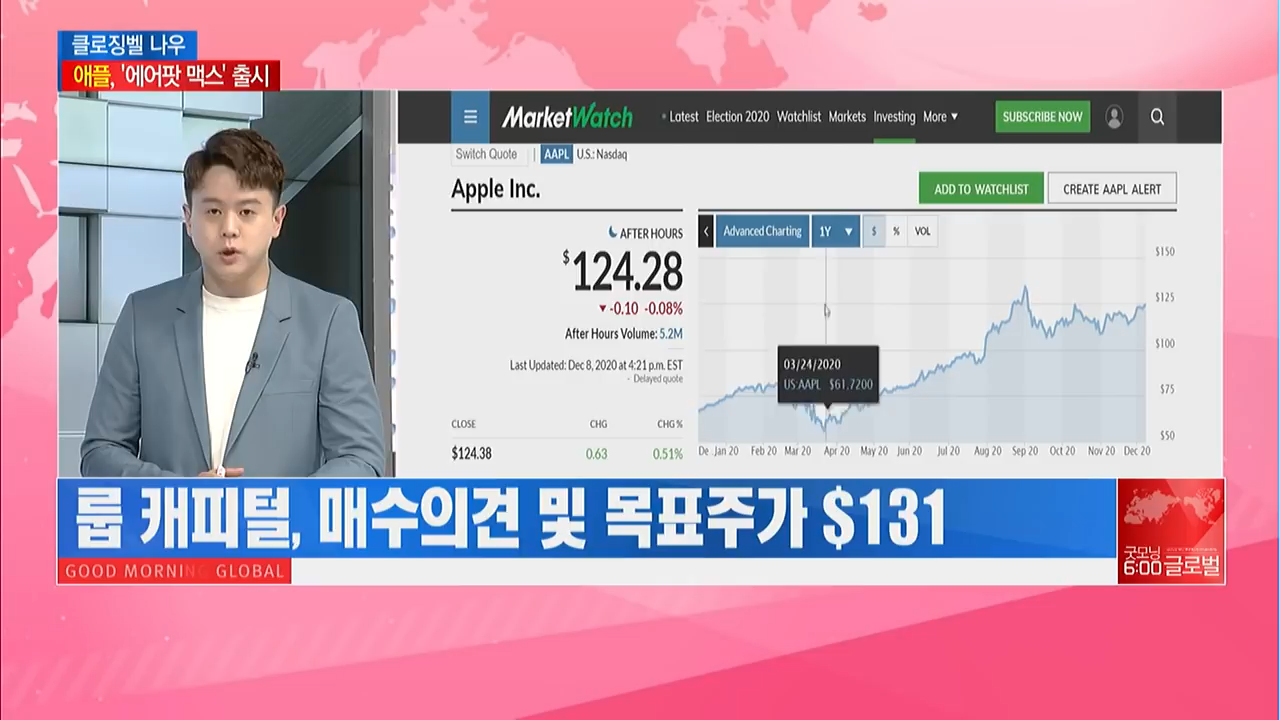 클로징벨 나우
애플, '에어팟 맥스' 출시
MarketWatch
Latest Election 2020 Watchlist Markets Investing More ▼
SUBSCRIBE NOW
Switch Quote | AAPL U.S.: Nasdaq
Apple Inc.
ADD TO WATCHLIST
CREATE AAPL ALERT
AFTER HOURS
$124.28
▼ -0.10 -0.08%
After Hours Volume: 5.2M
Last Updated: Dec 8, 2020 at 4:21 p.m. EST
- Delayed quote
CLOSE CHG CHG %
$124.38 0.63 0.51%
Advanced Charting 1Y ▼ $ % VOL
$150
$125
$100
$75
$50
03/24/2020
US:AAPL $61.7200
De Jan 20 Feb 20 Mar 20 Apr 20 May 20 Jun 20 Jul 20 Aug 20 Sep 20 Oct 20 Nov 20 Dec 20
룹 캐피털, 매수의견 및 목표주가 $131
GOOD MORNING GLOBAL
굿모닝
6:00 글로벌